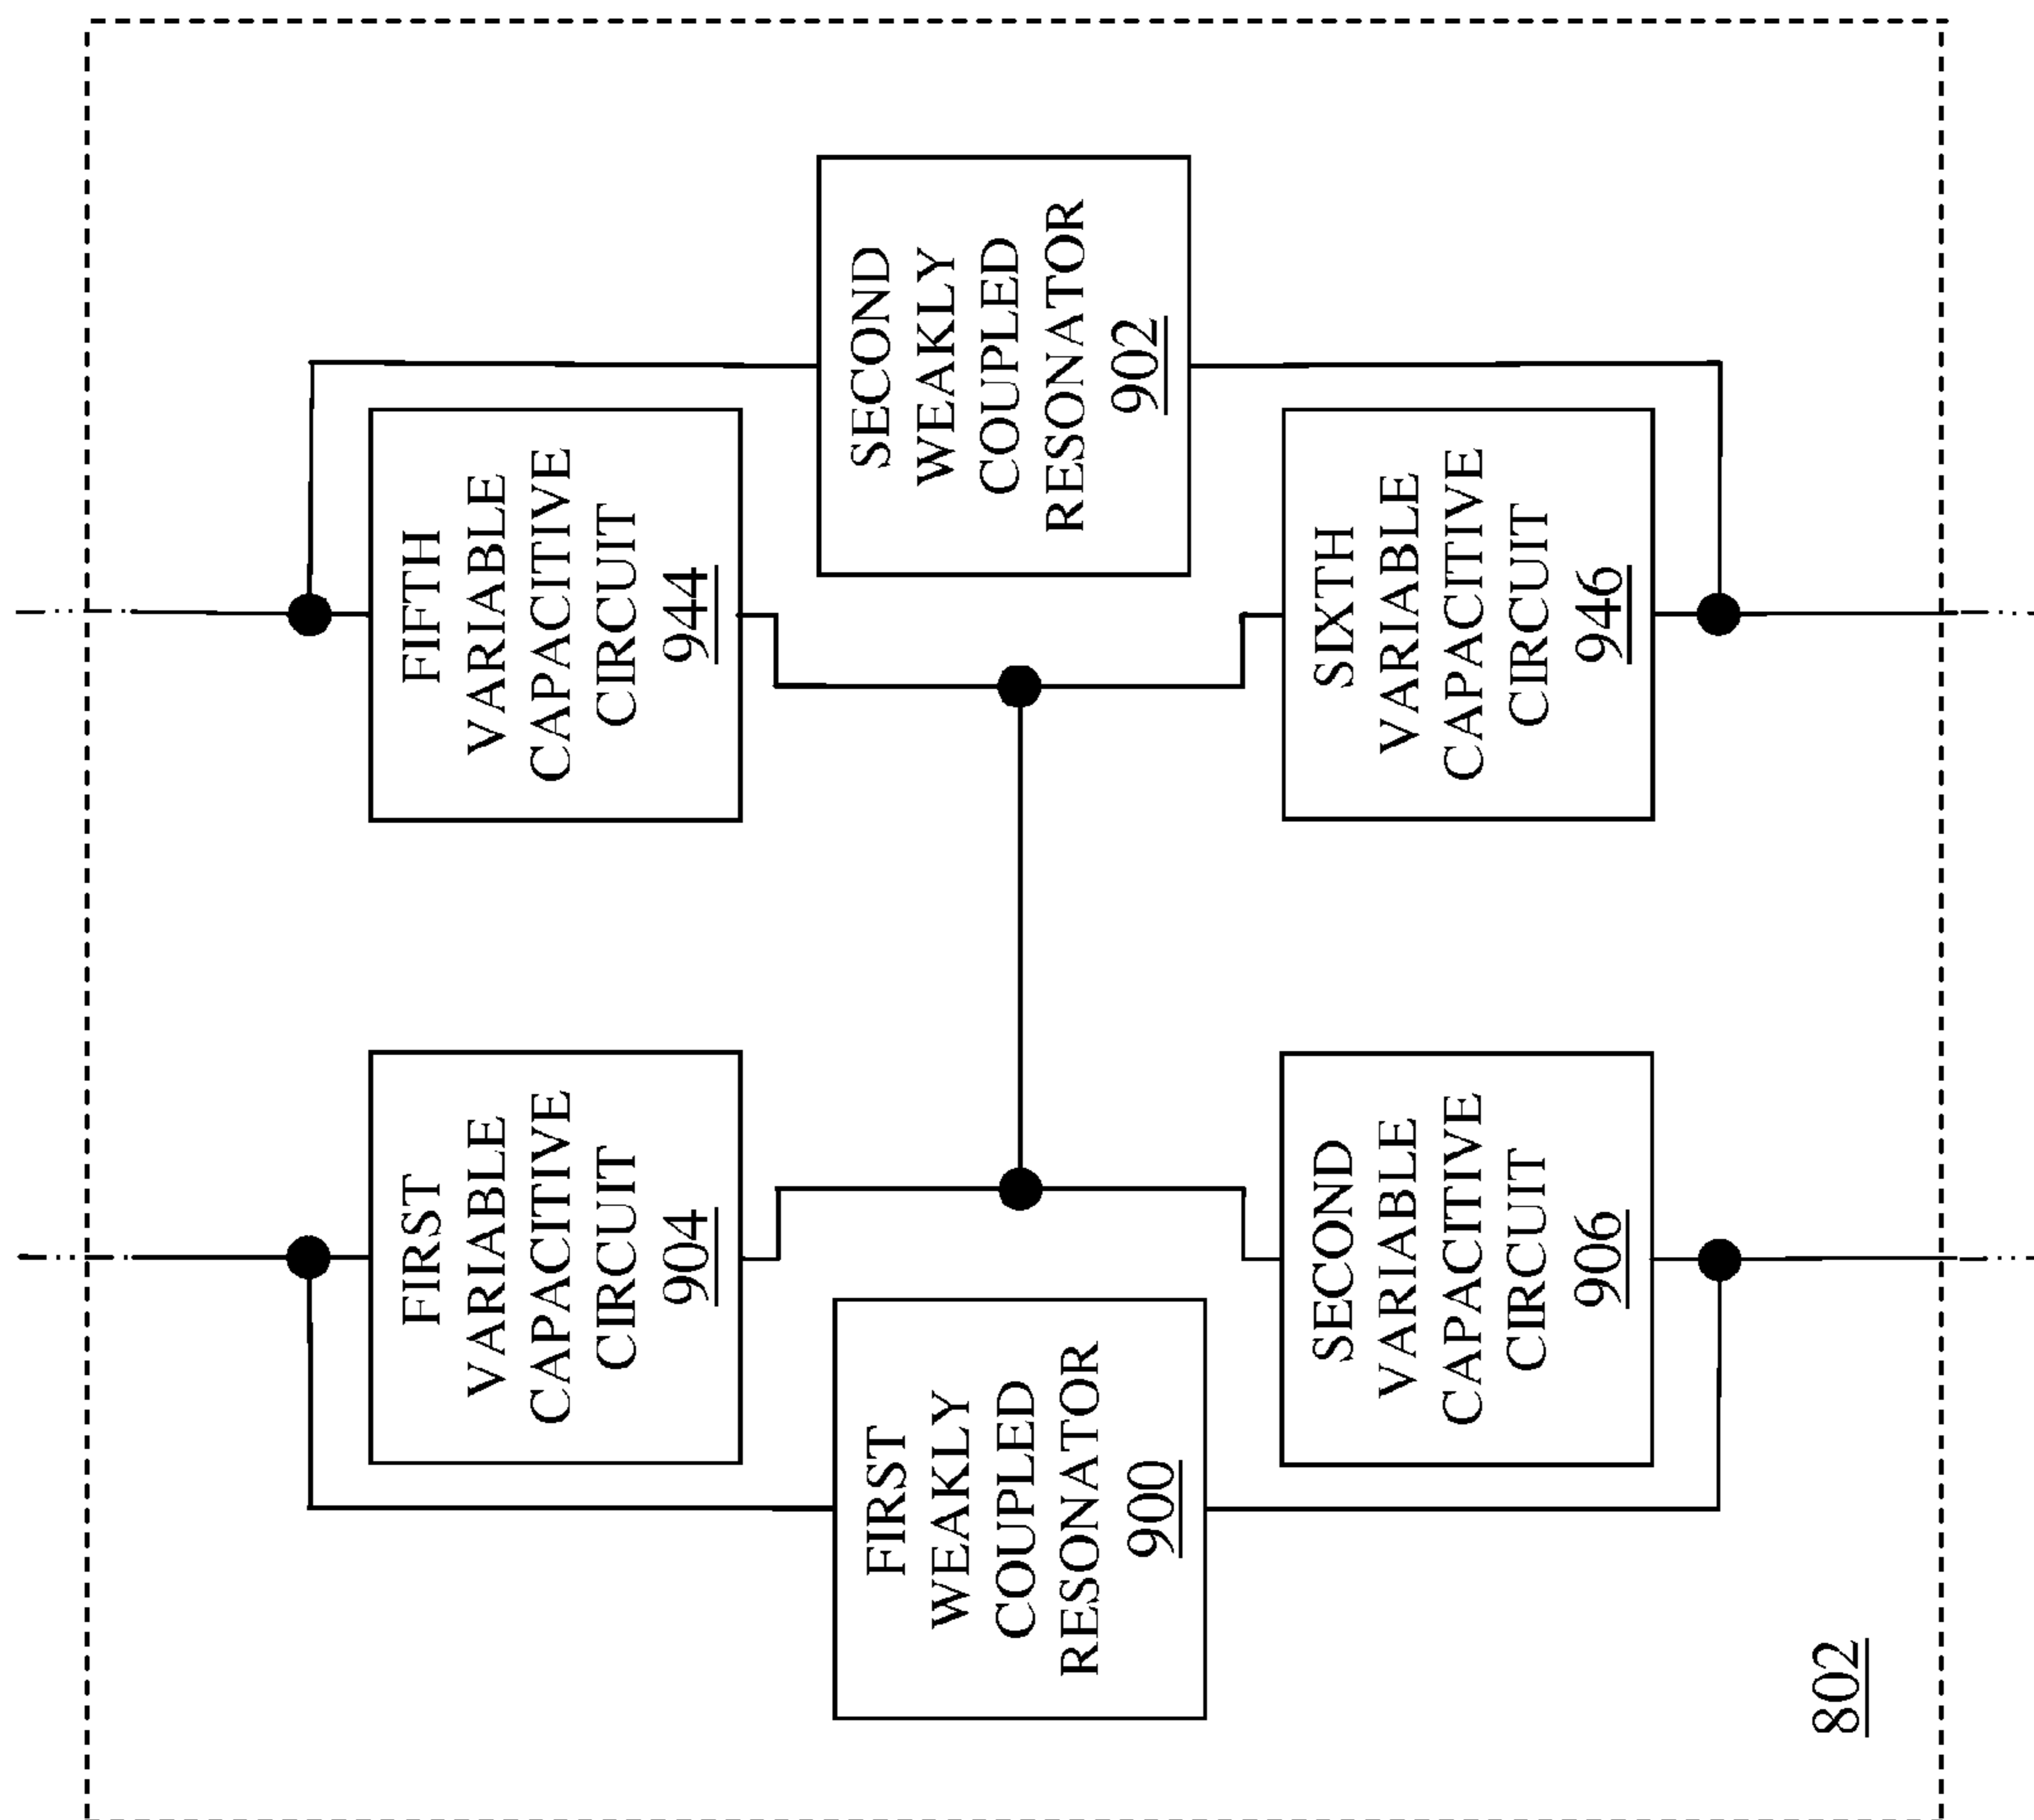 FIRST
WEAKLY
COUPLED
RESONATOR
900
FIRST
VARIABLE
CAPACITIVE
CIRCUIT
904
FIFTH
VARIABLE
CAPACITIVE
CIRCUIT
944
SECOND
WEAKLY
COUPLED
RESONATOR
902
SECOND
VARIABLE
CAPACITIVE
CIRCUIT
906
SIXTH
VARIABLE
CAPACITIVE
CIRCUIT
946
802